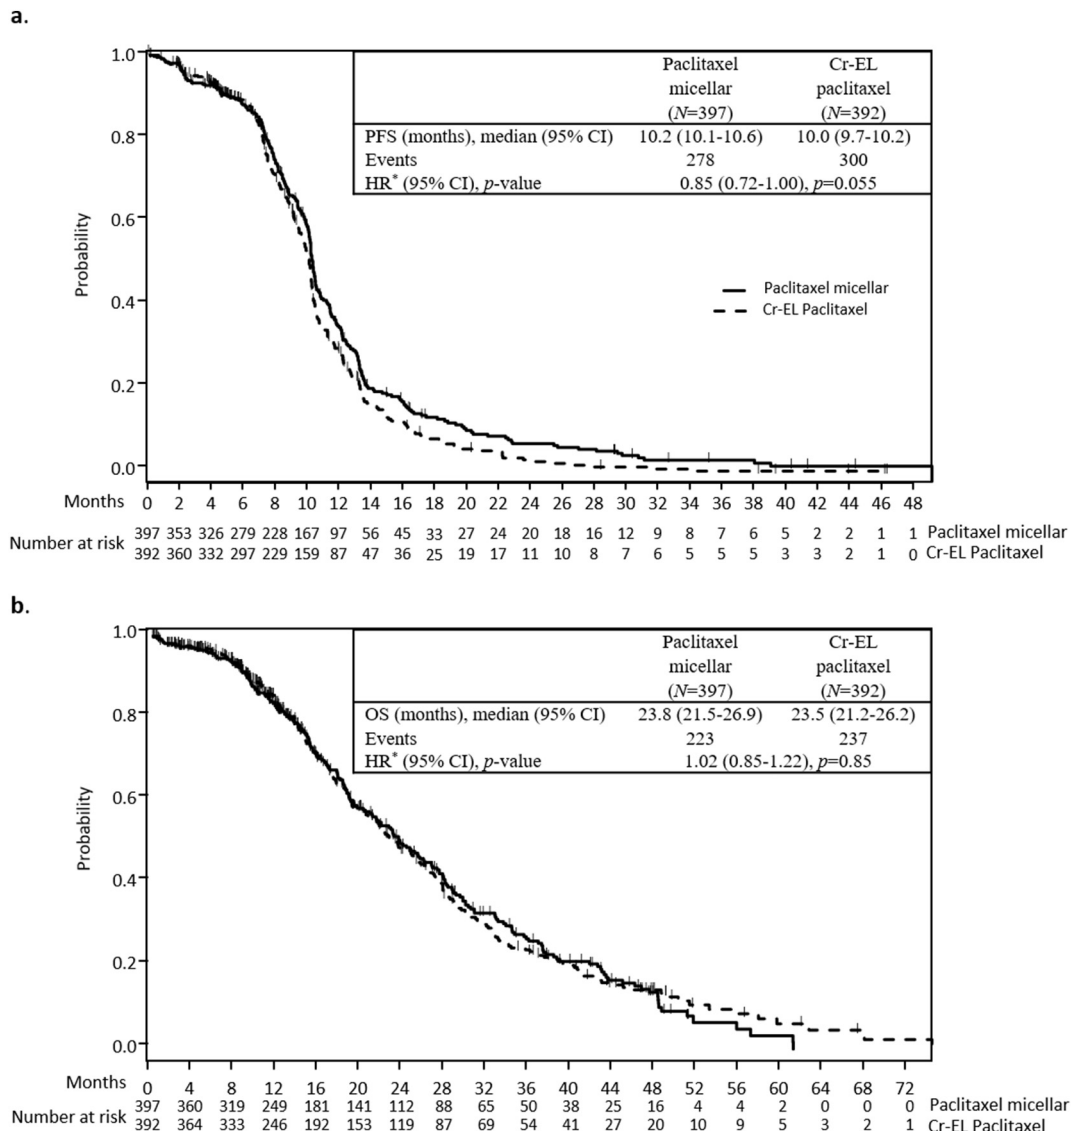 a.
Paclitaxel micellar (N=397) Cr-EL paclitaxel (N=392)
PFS (months), median (95% CI) 10.2 (10.1-10.6) 10.0 (9.7-10.2)
Events 278 300
HR* (95% CI), p-value 0.85 (0.72-1.00), p=0.055
Probability
1.0
0.8
0.6
0.4
0.2
0.0
Paclitaxel micellar
Cr-EL Paclitaxel
Months 0 2 4 6 8 10 12 14 16 18 20 22 24 26 28 30 32 34 36 38 40 42 44 46 48
Number at risk
397 353 326 279 228 167 97 56 45 33 27 24 20 18 16 12 9 8 7 6 5 2 2 1 1 Paclitaxel micellar
392 360 332 297 229 159 87 47 36 25 19 17 11 10 8 7 6 5 5 5 3 3 2 1 0 Cr-EL Paclitaxel
b.
Paclitaxel micellar (N=397) Cr-EL paclitaxel (N=392)
OS (months), median (95% CI) 23.8 (21.5-26.9) 23.5 (21.2-26.2)
Events 223 237
HR* (95% CI), p-value 1.02 (0.85-1.22), p=0.85
Probability
1.0
0.8
0.6
0.4
0.2
0.0
Months 0 4 8 12 16 20 24 28 32 36 40 44 48 52 56 60 64 68 72
Number at risk
397 360 319 249 181 141 112 88 65 50 38 25 16 4 4 2 0 0 0 Paclitaxel micellar
392 364 333 246 192 153 119 87 69 54 41 27 20 10 9 5 3 2 1 Cr-EL Paclitaxel